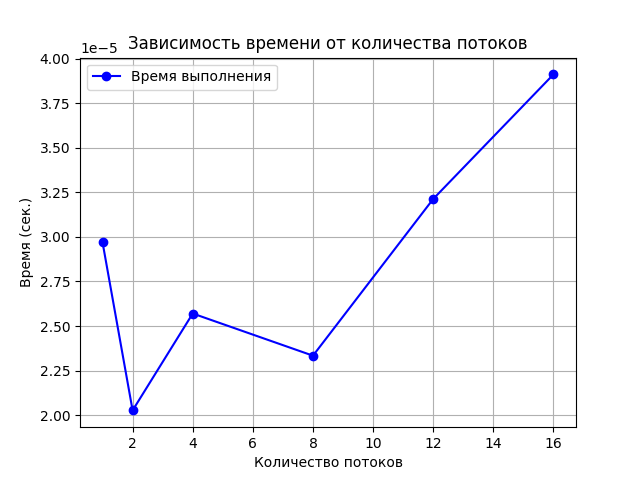 Зависимость времени от количества потоков
1e−5
Время выполнения
4.00
3.75
3.50
3.25
3.00
2.75
2.50
2.25
2.00
Время (сек.)
2 4 6 8 10 12 14 16
Количество потоков